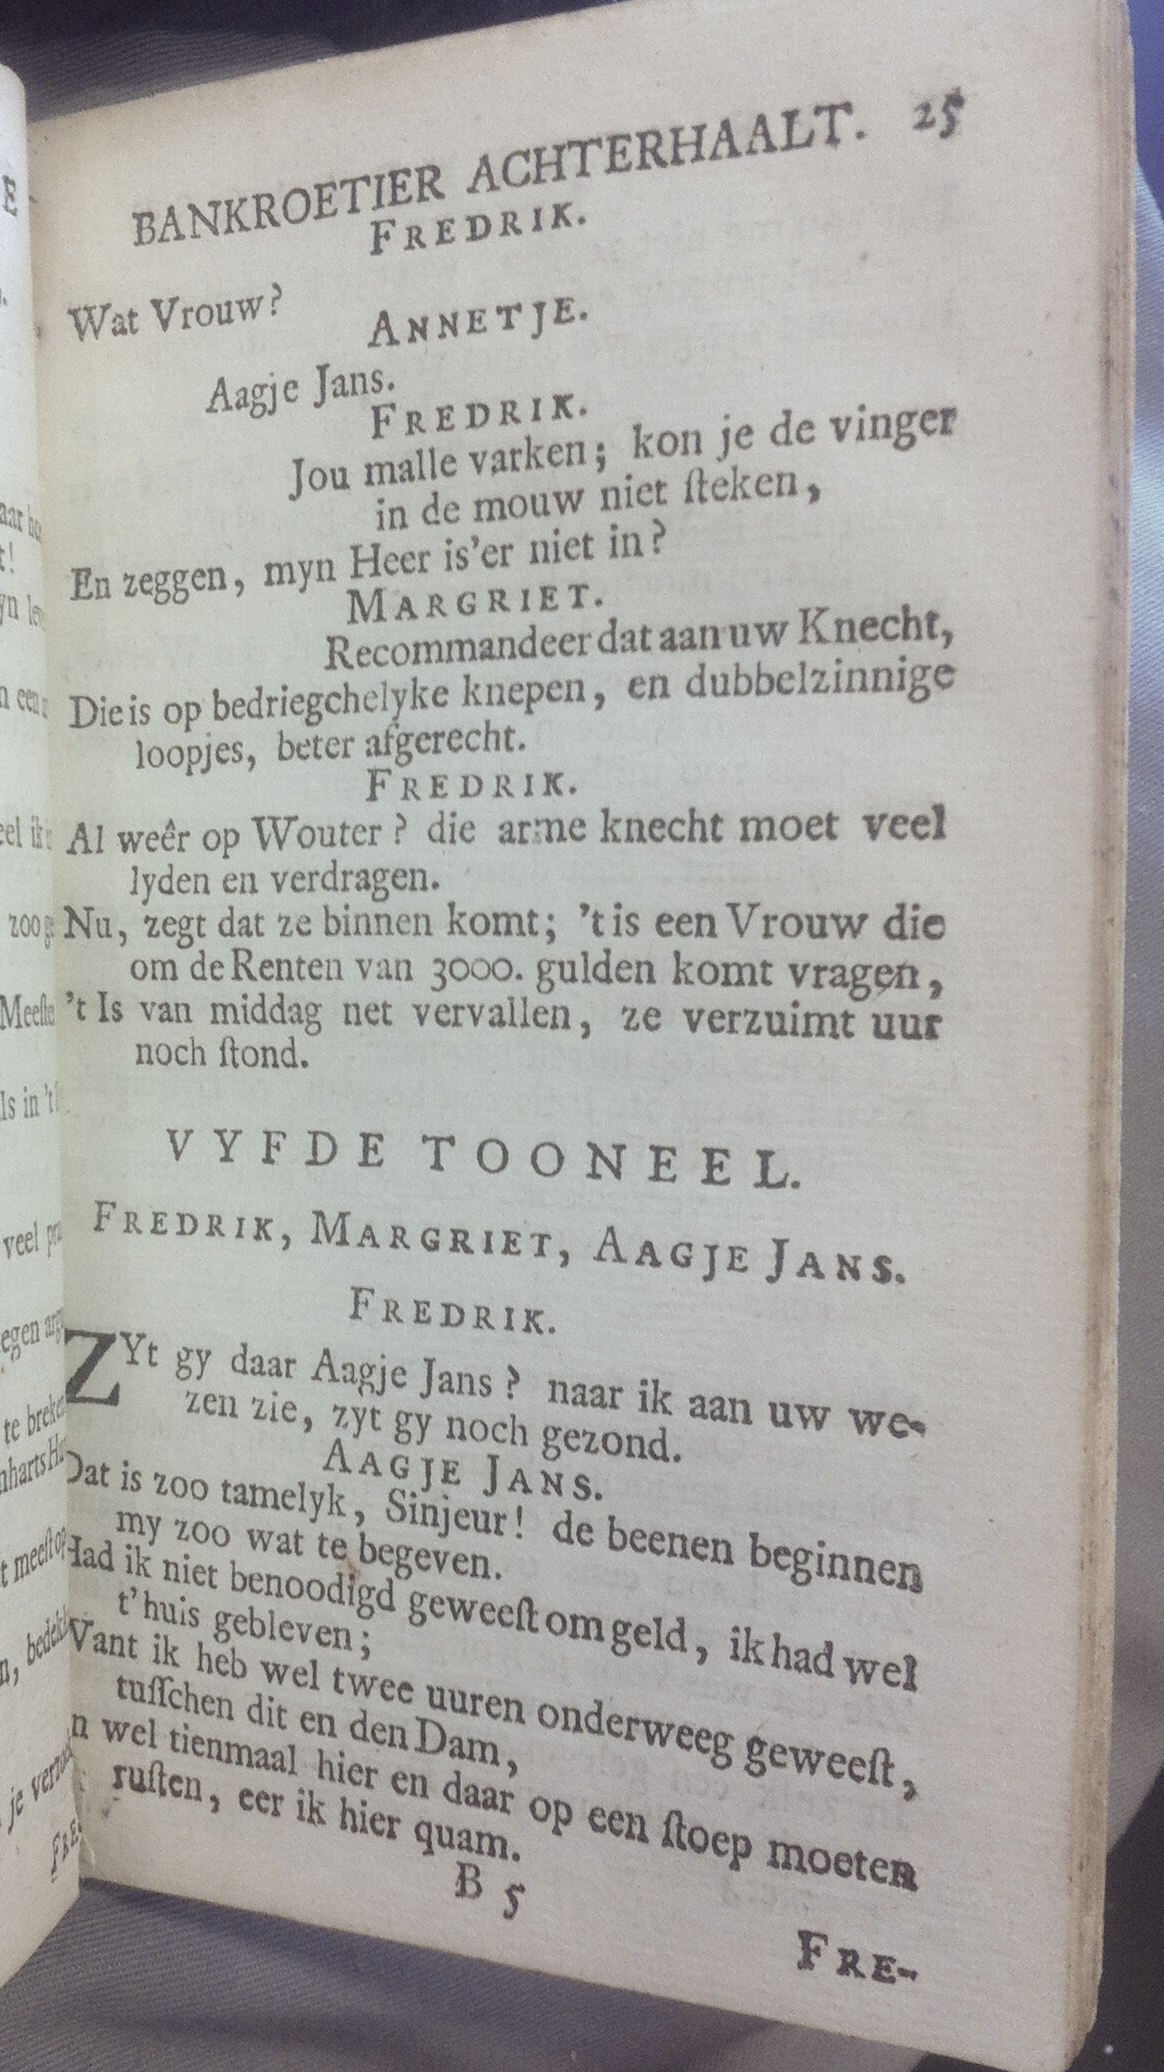 BANKROETIER ACHTERHAALT. 25
FREDRIK.
Wat Vrouw?
ANNETJE.
Aagje Jans.
FREDRIK.
Jou malle varken; kon je de vinger
in de mouw niet ſteken,
En zeggen, myn Heer is'er niet in?
MARGRIET.
Recommandeer dat aan uw Knecht,
Die is op bedriegchelyke knepen, en dubbelzinnige
loopjes, beter afgerecht.
FREDRIK.
Al weêr op Wouter? die arme knecht moet veel
lyden en verdragen.
Nu, zegt dat ze binnen komt; 't is een Vrouw die
om de Renten van 3000. gulden komt vragen,
't Is van middag net vervallen, ze verzuimt uur
noch ſtond.
VYFDE TOONEEL.
FREDRIK, MARGRIET, AAGJE JANS.
FREDRIK.
ZYt gy daar Aagje Jans? naar ik aan uw we-
zen zie, zyt gy noch gezond.
AAGJE JANS.
Dat is zoo tamelyk, Sinjeur! de beenen beginnen
my zoo wat te begeven.
Had ik niet benoodigd geweeſt om geld, ik had wel
t'huis gebleven;
Want ik heb wel twee uuren onderweeg geweeſt,
tuſſchen dit en den Dam,
n wel tienmaal hier en daar op een ſtoep moeten
ruſten, eer ik hier quam.
B 5
FRE-